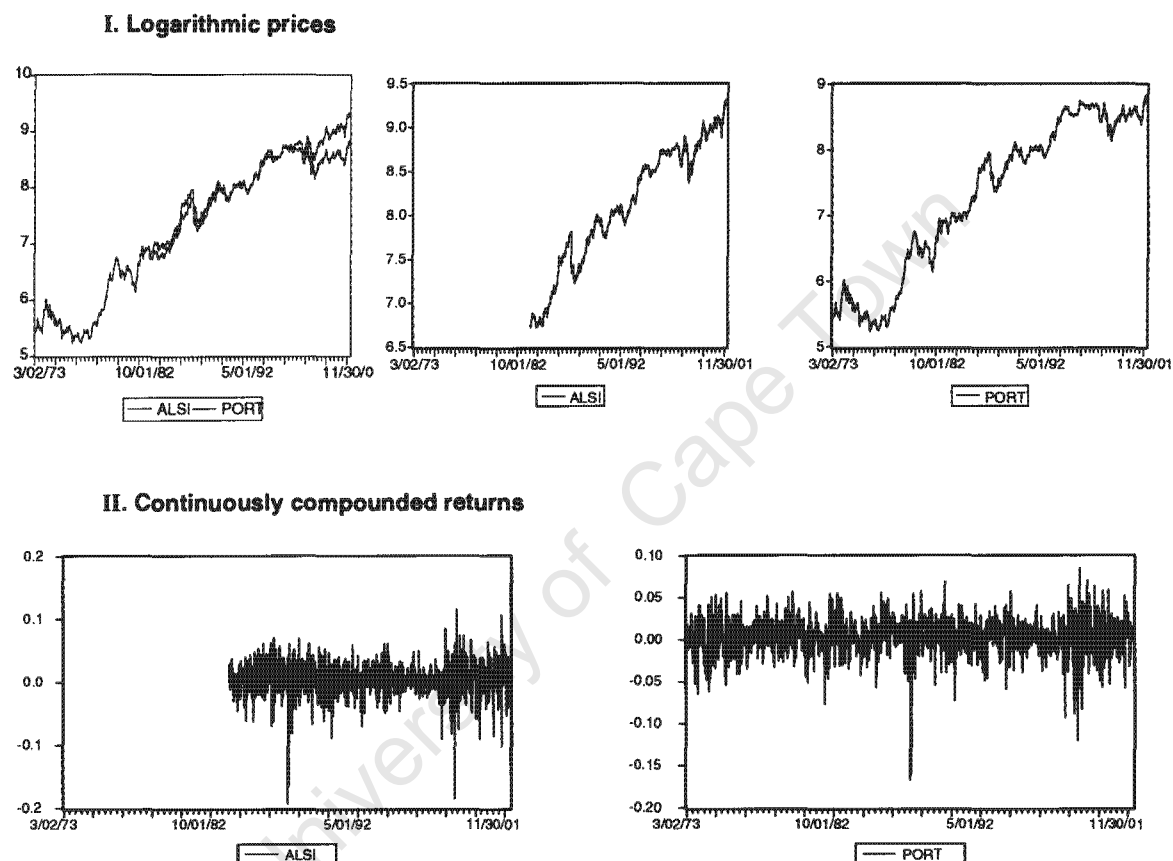 I. Logarithmic prices
10
9
8
7
6
5
3/02/73 10/01/82 5/01/92 11/30/0
ALSI PORT
9.5
9.0
8.5
8.0
7.5
7.0
6.5
3/02/73 10/01/82 5/01/92 11/30/01
ALSI
9
8
7
6
5
3/02/73 10/01/82 5/01/92 11/30/01
PORT
II. Continuously compounded returns
0.2
0.1
0.0
-0.1
-0.2
3/02/73 10/01/82 5/01/92 11/30/01
ALSI
0.10
0.05
0.00
-0.05
-0.10
-0.15
-0.20
3/02/73 10/01/82 5/01/92 11/30/01
PORT
University of Cape Town